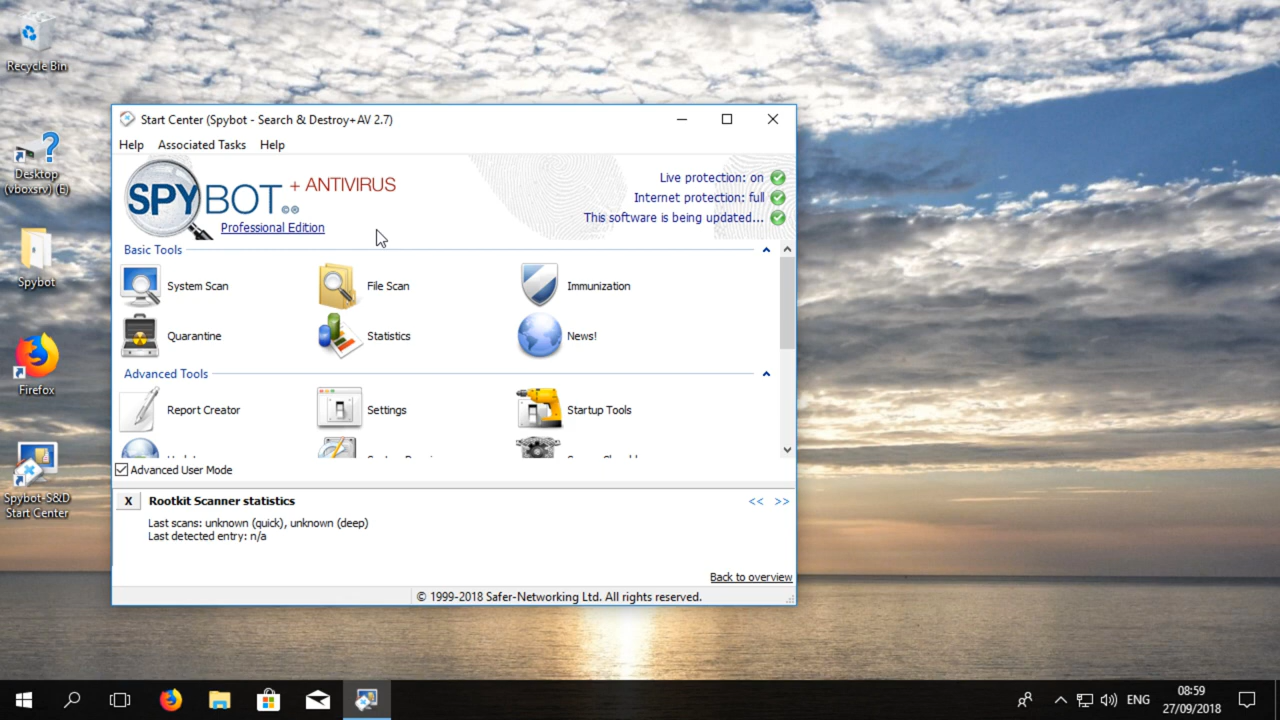 Recycle Bin
Desktop
(vboxsrv) (E)
Spybot
Firefox
Spybot-S&D
Start Center
Start Center (Spybot - Search & Destroy+AV 2.7)
Help Associated Tasks Help
SPYBOT + ANTIVIRUS
Professional Edition
Live protection: on
Internet protection: full
This software is being updated...
Basic Tools
System Scan File Scan Immunization
Quarantine Statistics News!
Advanced Tools
Report Creator Settings Startup Tools
Advanced User Mode
X Rootkit Scanner statistics << >>
Last scans: unknown (quick), unknown (deep)
Last detected entry: n/a
Back to overview
© 1999-2018 Safer-Networking Ltd. All rights reserved.
ENG
08:59
27/09/2018